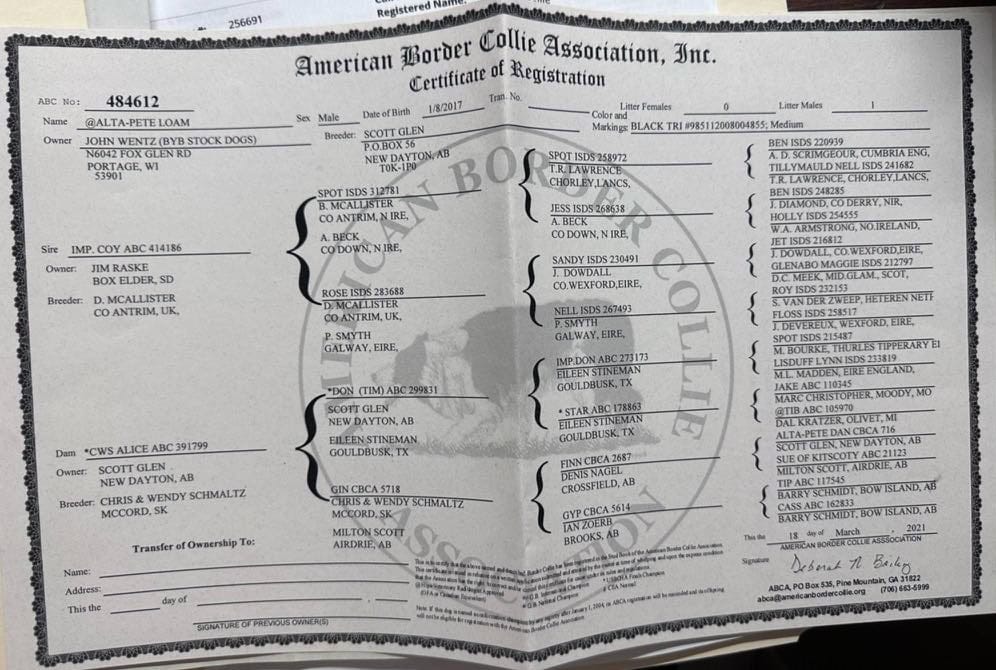 256691
Registered Name:
American Border Collie Association, Inc.
Certificate of Registration
ABC No: 484612
Tran. No.
Litter Females 0 Litter Males 1
Name @ALTA-PETE LOAM
Sex Male Date of Birth 1/8/2017
Color and
Markings: BLACK TRI #985112008004855; Medium
Owner JOHN WENTZ (BYB STOCK DOGS)
N6042 FOX GLEN RD
PORTAGE, WI
53901
Breeder: SCOTT GLEN
P.O.BOX 56
NEW DAYTON, AB
T0K-1P0
Sire IMP. COY ABC 414186
Owner: JIM RASKE
BOX ELDER, SD
Breeder: D. MCALLISTER
CO ANTRIM, UK,
Dam *CWS ALICE ABC 391799
Owner: SCOTT GLEN
NEW DAYTON, AB
Breeder: CHRIS & WENDY SCHMALTZ
MCCORD, SK
SPOT ISDS 312781
B. MCALLISTER
CO ANTRIM, N IRE,
A. BECK
CO DOWN, N IRE,
ROSE ISDS 283688
D. MCALLISTER
CO ANTRIM, UK,
P. SMYTH
GALWAY, EIRE,
*DON (TIM) ABC 299831
SCOTT GLEN
NEW DAYTON, AB
EILEEN STINEMAN
GOULDBUSK, TX
GIN CBCA 5718
CHRIS & WENDY SCHMALTZ
MCCORD, SK
MILTON SCOTT
AIRDRIE, AB
SPOT ISDS 258972
T.R. LAWRENCE
CHORLEY,LANCS,
JESS ISDS 268638
A. BECK
CO DOWN, N IRE,
SANDY ISDS 230491
J. DOWDALL
CO.WEXFORD,EIRE,
NELL ISDS 267493
P. SMYTH
GALWAY, EIRE,
IMP.DON ABC 273173
EILEEN STINEMAN
GOULDBUSK, TX
* STAR ABC 178863
EILEEN STINEMAN
GOULDBUSK, TX
FINN CBCA 2687
DENIS NAGEL
CROSSFIELD, AB
GYP CBCA 5614
IAN ZOERB
BROOKS, AB
BEN ISDS 220939
A. D. SCRIMGEOUR, CUMBRIA ENG,
TILLYMAULD NELL ISDS 241682
T.R. LAWRENCE, CHORLEY,LANCS,
BEN ISDS 248285
J. DIAMOND, CO DERRY, NIR,
HOLLY ISDS 254555
W.A. ARMSTRONG, NO.IRELAND,
JET ISDS 216812
J. DOWDALL, CO.WEXFORD,EIRE,
GLENABO MAGGIE ISDS 212797
D.C. MEEK, MID.GLAM., SCOT,
ROY ISDS 232153
S. VAN DER ZWEEP, HETEREN NETH
FLOSS ISDS 258517
J. DEVEREUX, WEXFORD, EIRE,
SPOT ISDS 215487
M. BOURKE, THURLES TIPPERARY EI
LISDUFF LYNN ISDS 233819
M.L. MADDEN, EIRE ENGLAND,
JAKE ABC 110345
MARC CHRISTOPHER, MOODY, MO
@TIB ABC 105970
DAL KRATZER, OLIVET, MI
ALTA-PETE DAN CBCA 716
SCOTT GLEN, NEW DAYTON, AB
SUE OF KITSCOTY ABC 21123
MILTON SCOTT, AIRDRIE, AB
TIP ABC 117545
BARRY SCHMIDT, BOW ISLAND, AB
CASS ABC 162833
BARRY SCHMIDT, BOW ISLAND, AB
AMERICAN BORDER COLLIE ASSOCIATION
Transfer of Ownership To:
Name:
Address:
This the day of ,
SIGNATURE OF PREVIOUS OWNER(S)
This the 18 day of March , 2021
AMERICAN BORDER COLLIE ASSSOCIATION
Signature Deborah N Bailey
ABCA, PO Box 535, Pine Mountain, GA 31822
abca@americanbordercollie.org (706) 663-5999